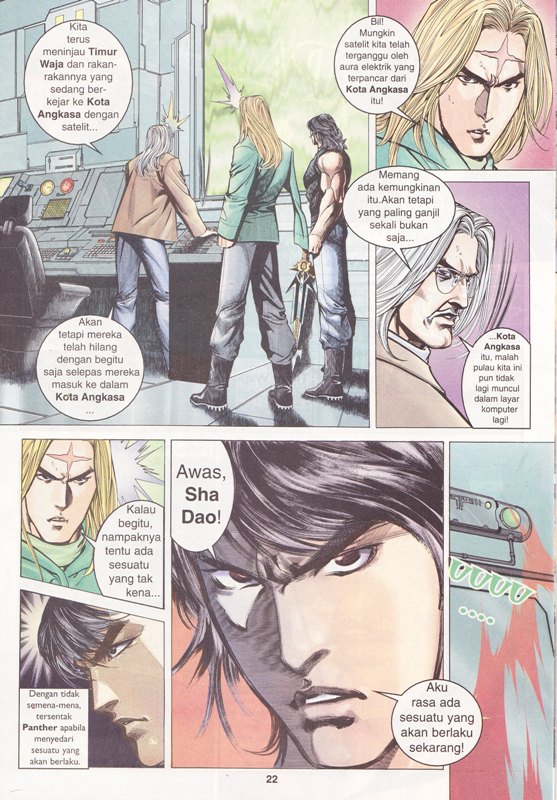 Kita
terus
meninjau Timur
Waja dan rakan-
rakannya yang
sedang ber-
kejar ke Kota
Angkasa dengan
satelit...
Akan
tetapi mereka
telah hilang
dengan begitu
saja selepas mereka
masuk ke dalam
Kota Angkasa
...
Bil!
Mungkin
satelit kita telah
terganggu oleh
aura elektrik yang
terpancar dari
Kota Angkasa
itu!
Memang
ada kemungkinan
itu.Akan tetapi
yang paling ganjil
sekali bukan
saja...
...Kota
Angkasa
itu, malah
pulau kita ini
pun tidak
lagi muncul
dalam layar
komputer
lagi!
Kalau
begitu,
nampaknya
tentu ada
sesuatu
yang tak
kena...
Dengan tidak
semena-mena,
tersentak
Panther apabila
menyedari
sesuatu yang
akan berlaku.
Awas,
Sha
Dao!
Aku
rasa ada
sesuatu yang
akan berlaku
sekarang!
UUUU
....
22